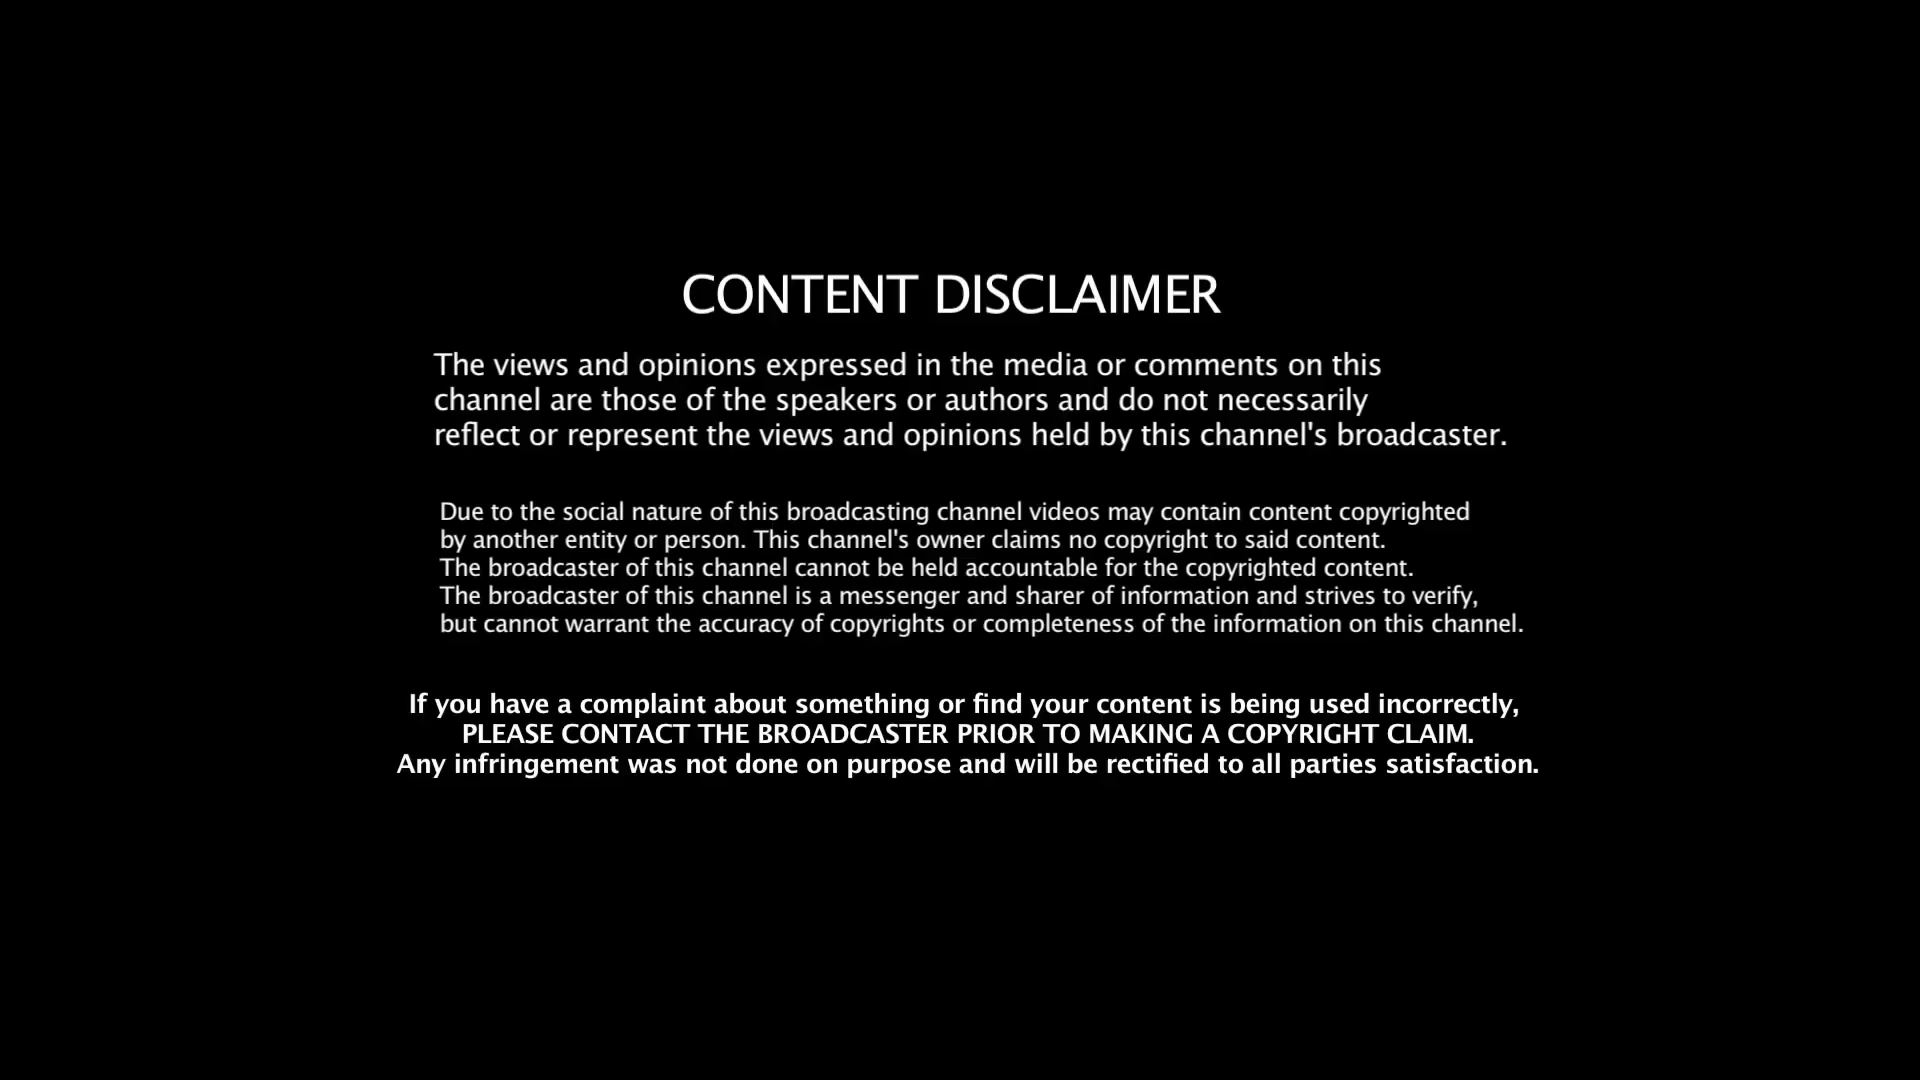 CONTENT DISCLAIMER
The views and opinions expressed in the media or comments on this
channel are those of the speakers or authors and do not necessarily
reflect or represent the views and opinions held by this channel's broadcaster.
Due to the social nature of this broadcasting channel videos may contain content copyrighted
by another entity or person. This channel's owner claims no copyright to said content.
The broadcaster of this channel cannot be held accountable for the copyrighted content.
The broadcaster of this channel is a messenger and sharer of information and strives to verify,
but cannot warrant the accuracy of copyrights or completeness of the information on this channel.
If you have a complaint about something or find your content is being used incorrectly,
PLEASE CONTACT THE BROADCASTER PRIOR TO MAKING A COPYRIGHT CLAIM.
Any infringement was not done on purpose and will be rectified to all parties satisfaction.